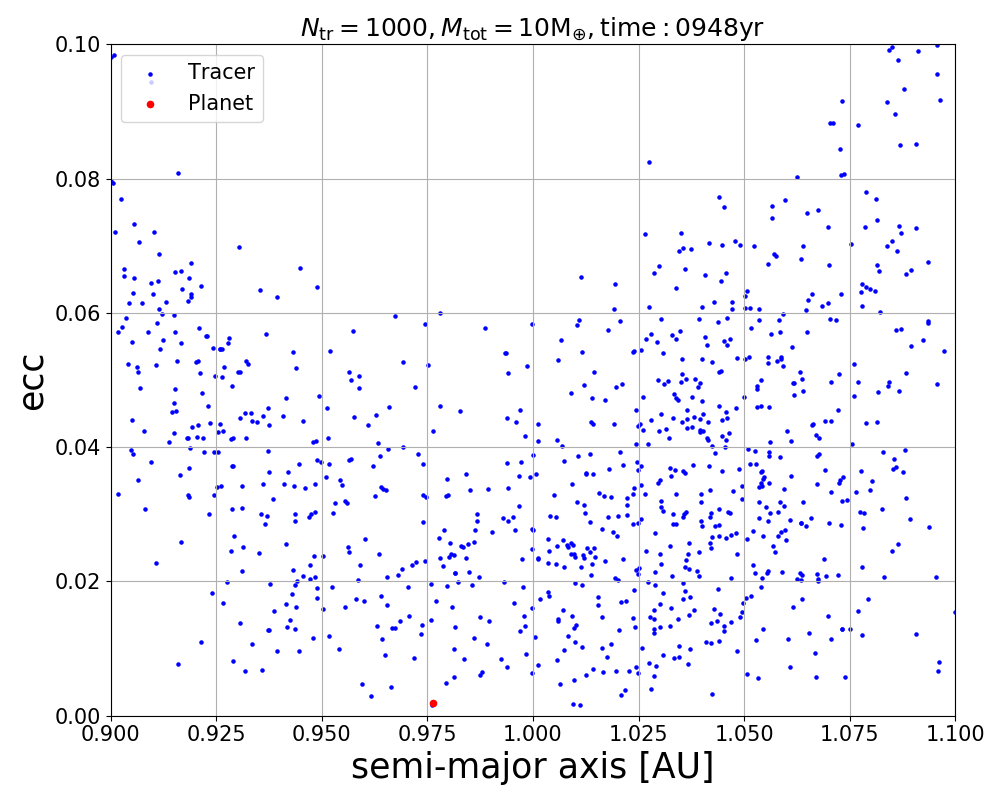 N_tr = 1000, M_tot = 10M_⊕, time : 0948yr
0.10
Tracer
Planet
0.08
0.06
ecc
0.04
0.02
0.00
0.900 0.925 0.950 0.975 1.000 1.025 1.050 1.075 1.100
semi-major axis [AU]